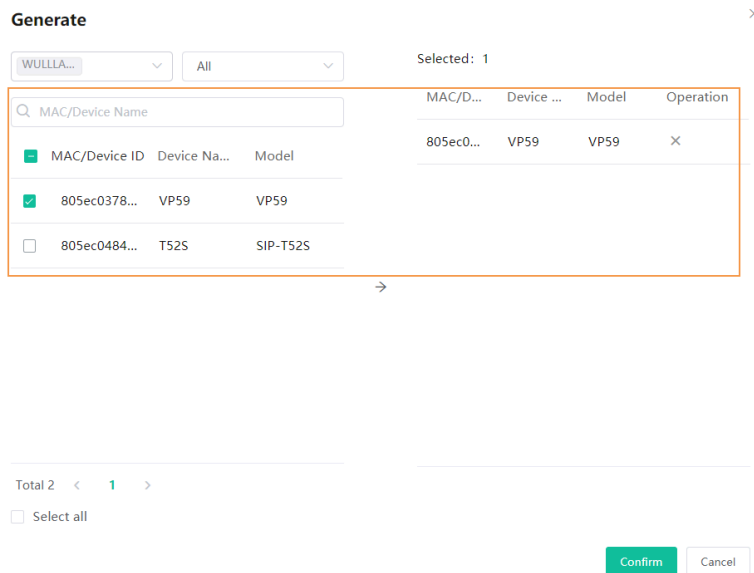 Generate
WULLLA...
All
Selected: 1
MAC/Device Name
MAC/D... Device ... Model Operation
MAC/Device ID Device Na... Model
805ec0... VP59 VP59
805ec0378... VP59 VP59
805ec0484... T52S SIP-T52S
Total 2 1
Select all
Confirm Cancel